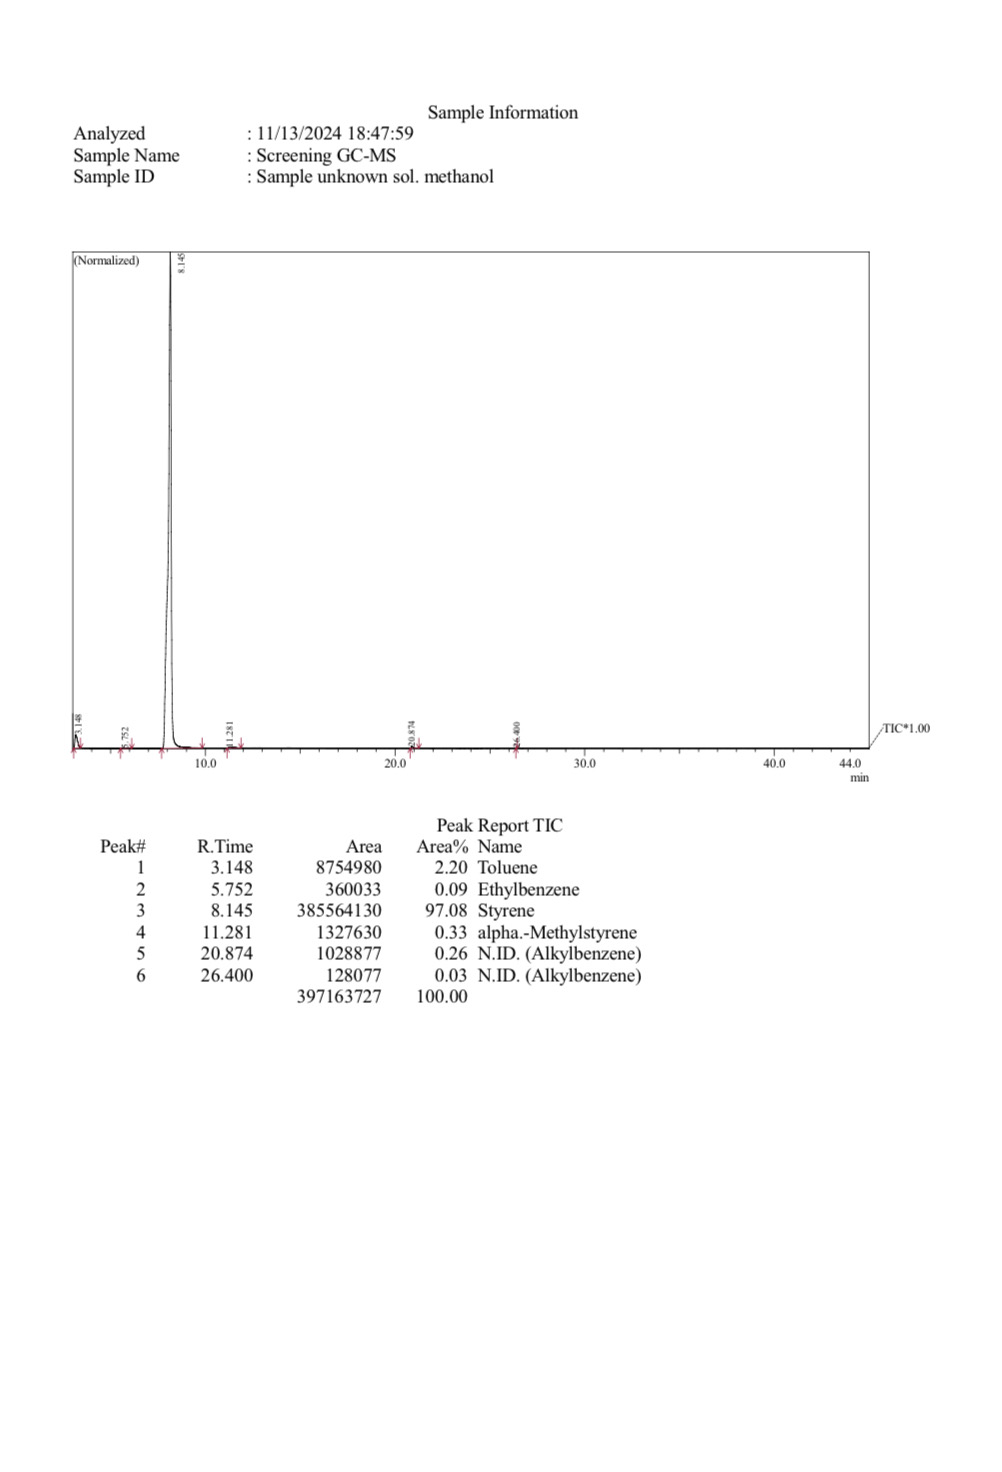 Sample Information
Analyzed : 11/13/2024 18:47:59
Sample Name : Screening GC-MS
Sample ID : Sample unknown sol. methanol
(Normalized)
8.145
3.148
5.752
11.281
20.874
26.400
TIC*1.00
10.0 20.0 30.0 40.0 44.0
min
Peak Report TIC
Peak# R.Time Area Area% Name
1 3.148 8754980 2.20 Toluene
2 5.752 360033 0.09 Ethylbenzene
3 8.145 385564130 97.08 Styrene
4 11.281 1327630 0.33 alpha.-Methylstyrene
5 20.874 1028877 0.26 N.ID. (Alkylbenzene)
6 26.400 128077 0.03 N.ID. (Alkylbenzene)
397163727 100.00